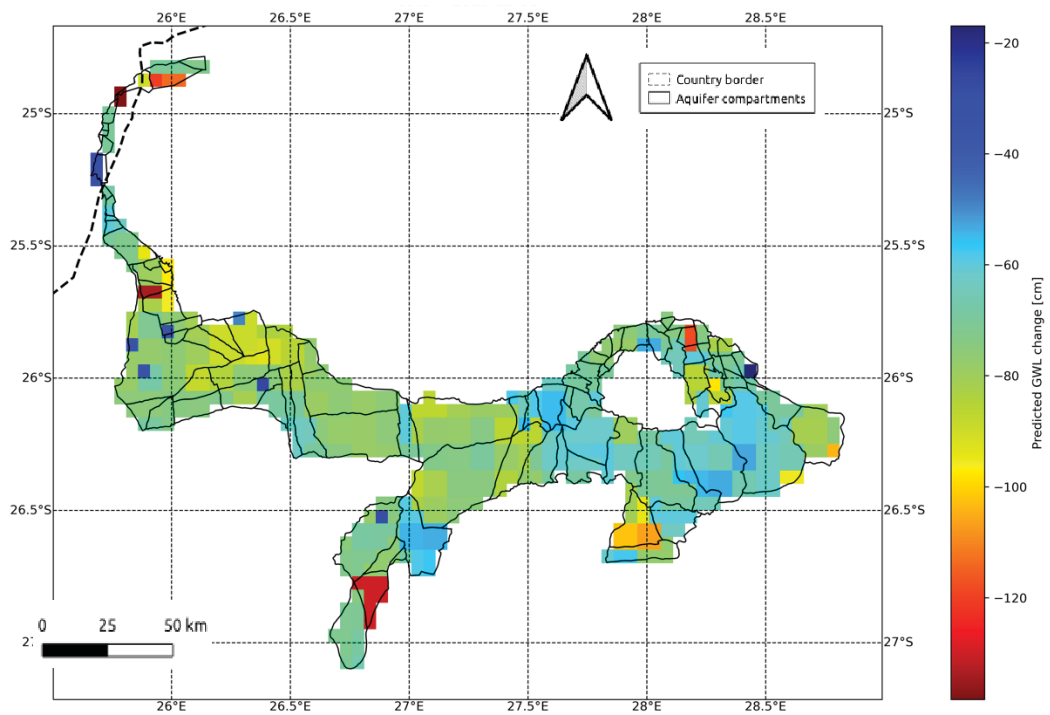 26°E 26.5°E 27°E 27.5°E 28°E 28.5°E
Country border
Aquifer compartments
25°S 25°S
25.5°S 25.5°S
26°S 26°S
26.5°S 26.5°S
27 27°S
0 25 50 km
26°E 26.5°E 27°E 27.5°E 28°E 28.5°E
−20
−40
−60
−80
−100
−120
Predicted GWL change [cm]